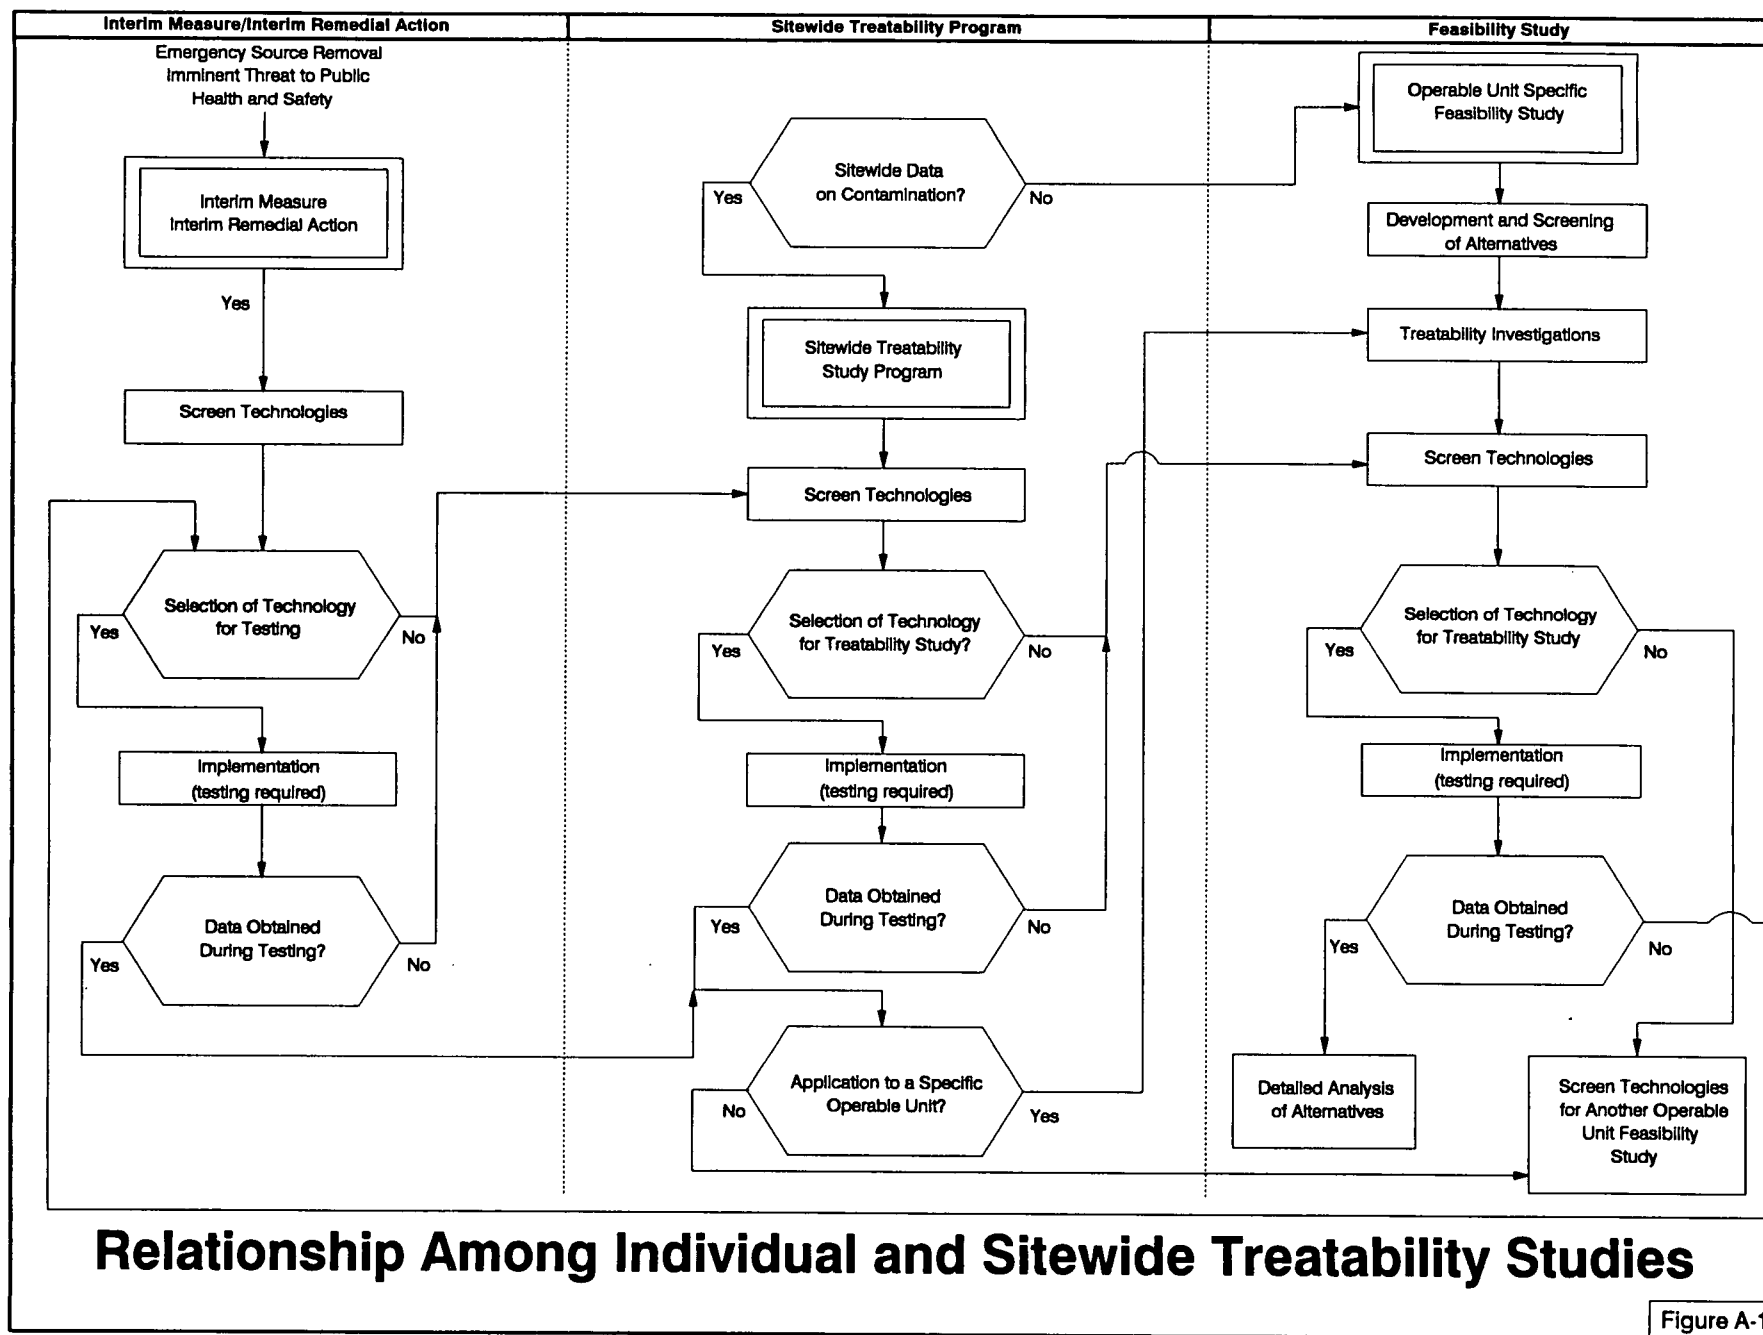 Interim Measure/Interim Remedial Action
Emergency Source Removal
Imminent Threat to Public
Health and Safety
Interim Measure
Interim Remedial Action
Yes
Screen Technologies
Selection of Technology
for Testing
Yes
No
Implementation
(testing required)
Data Obtained
During Testing?
Yes
No
Sitewide Treatability Program
Sitewide Data
on Contamination?
Yes
No
Sitewide Treatability
Study Program
Screen Technologies
Selection of Technology
for Treatability Study?
Yes
No
Implementation
(testing required)
Data Obtained
During Testing?
Yes
No
Application to a Specific
Operable Unit?
No
Yes
Feasibility Study
Operable Unit Specific
Feasibility Study
Development and Screening
of Alternatives
Treatability Investigations
Screen Technologies
Selection of Technology
for Treatability Study
Yes
No
Implementation
(testing required)
Data Obtained
During Testing?
Yes
No
Detailed Analysis
of Alternatives
Screen Technologies
for Another Operable
Unit Feasibility
Study
Relationship Among Individual and Sitewide Treatability Studies
Figure A-1